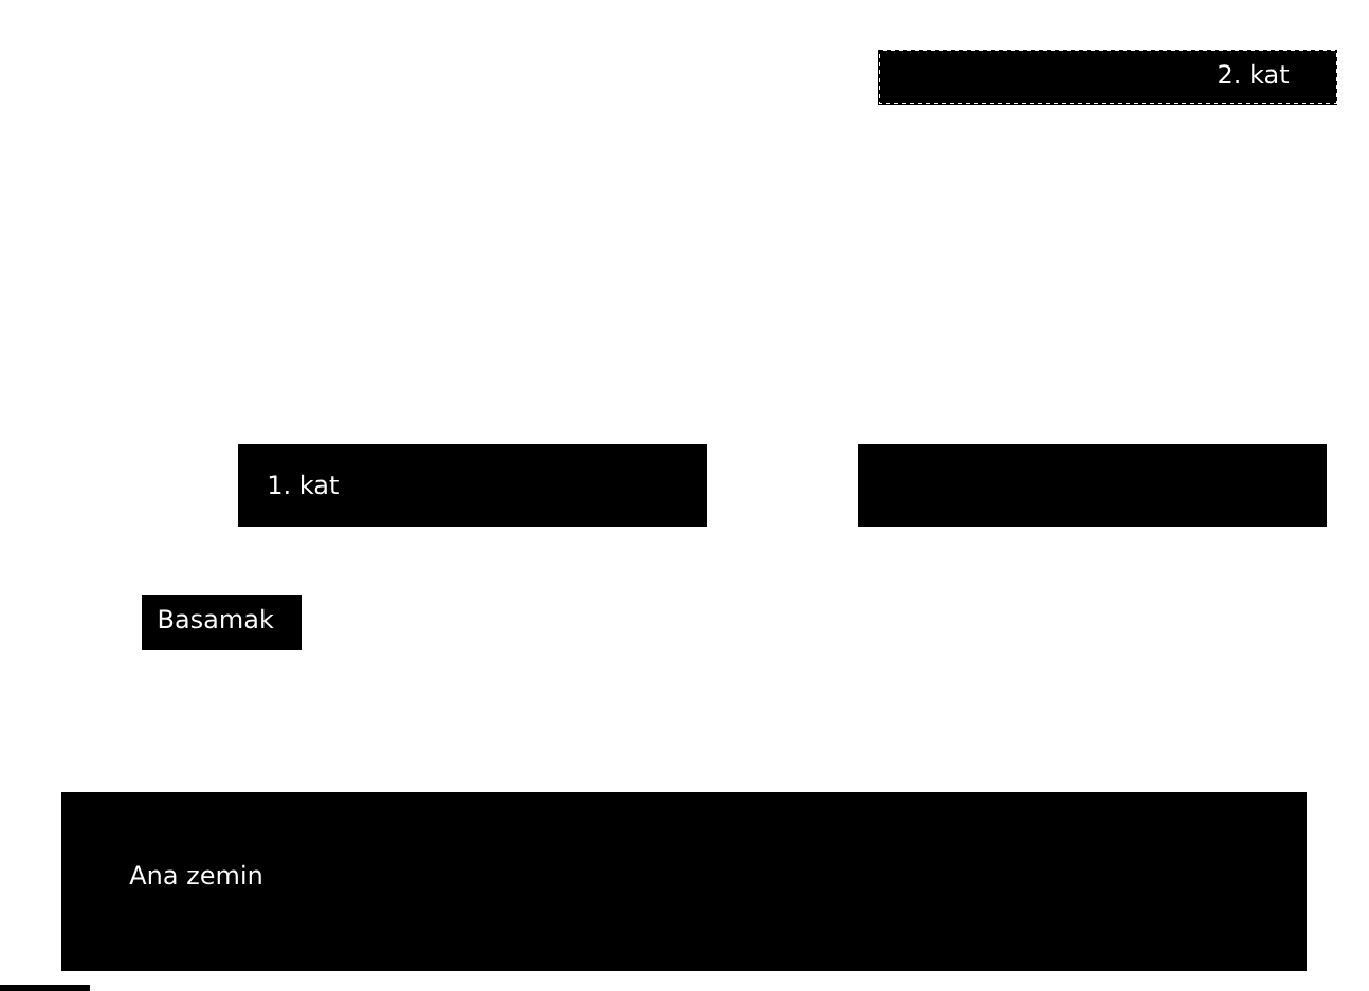 2. kat
1. kat
Basamak
Ana zemin